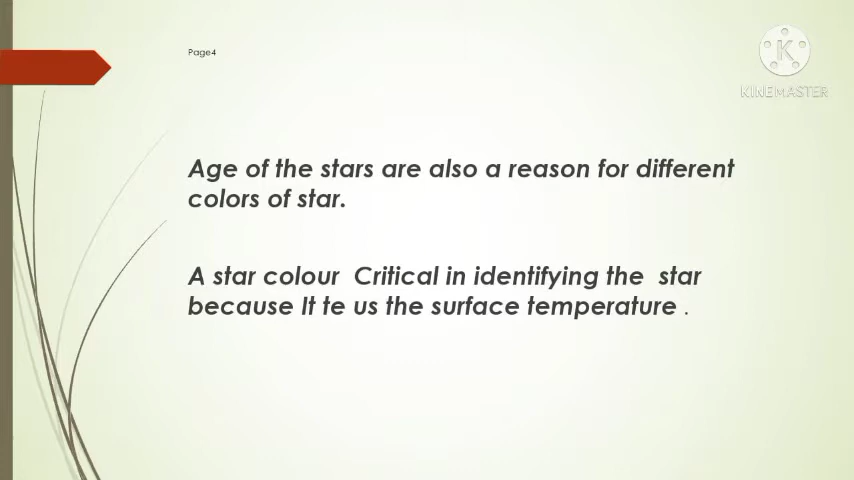 Page4
KINEMASTER
Age of the stars are also a reason for different
colors of star.
A star colour Critical in identifying the star
because It te us the surface temperature .